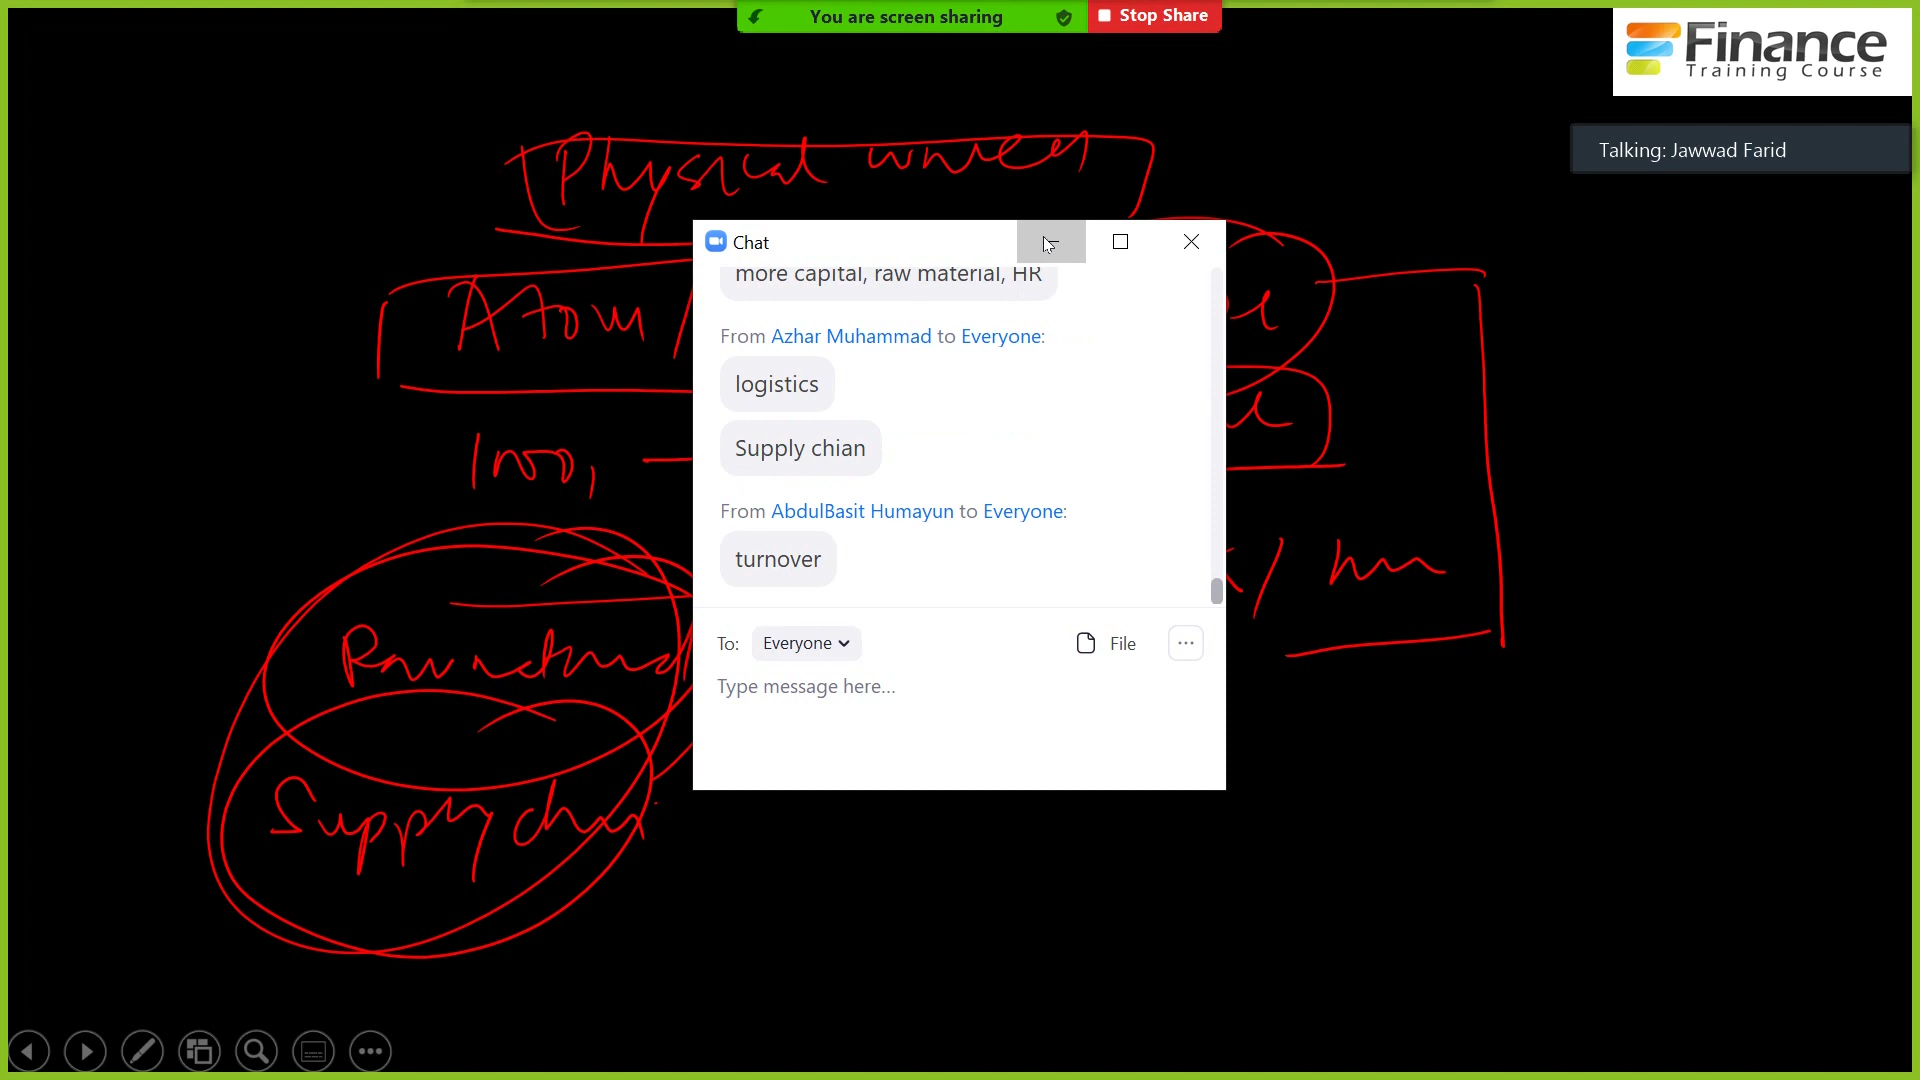 You are screen sharing
Stop Share
Finance
Training Course
Talking: Jawwad Farid
Physical
Chat
more capital, raw material, HR
Atom
From Azhar Muhammad to Everyone:
logistics
Supply chian
From AbdulBasit Humayun to Everyone:
turnover
To: Everyone
File
Type message here...
Supply